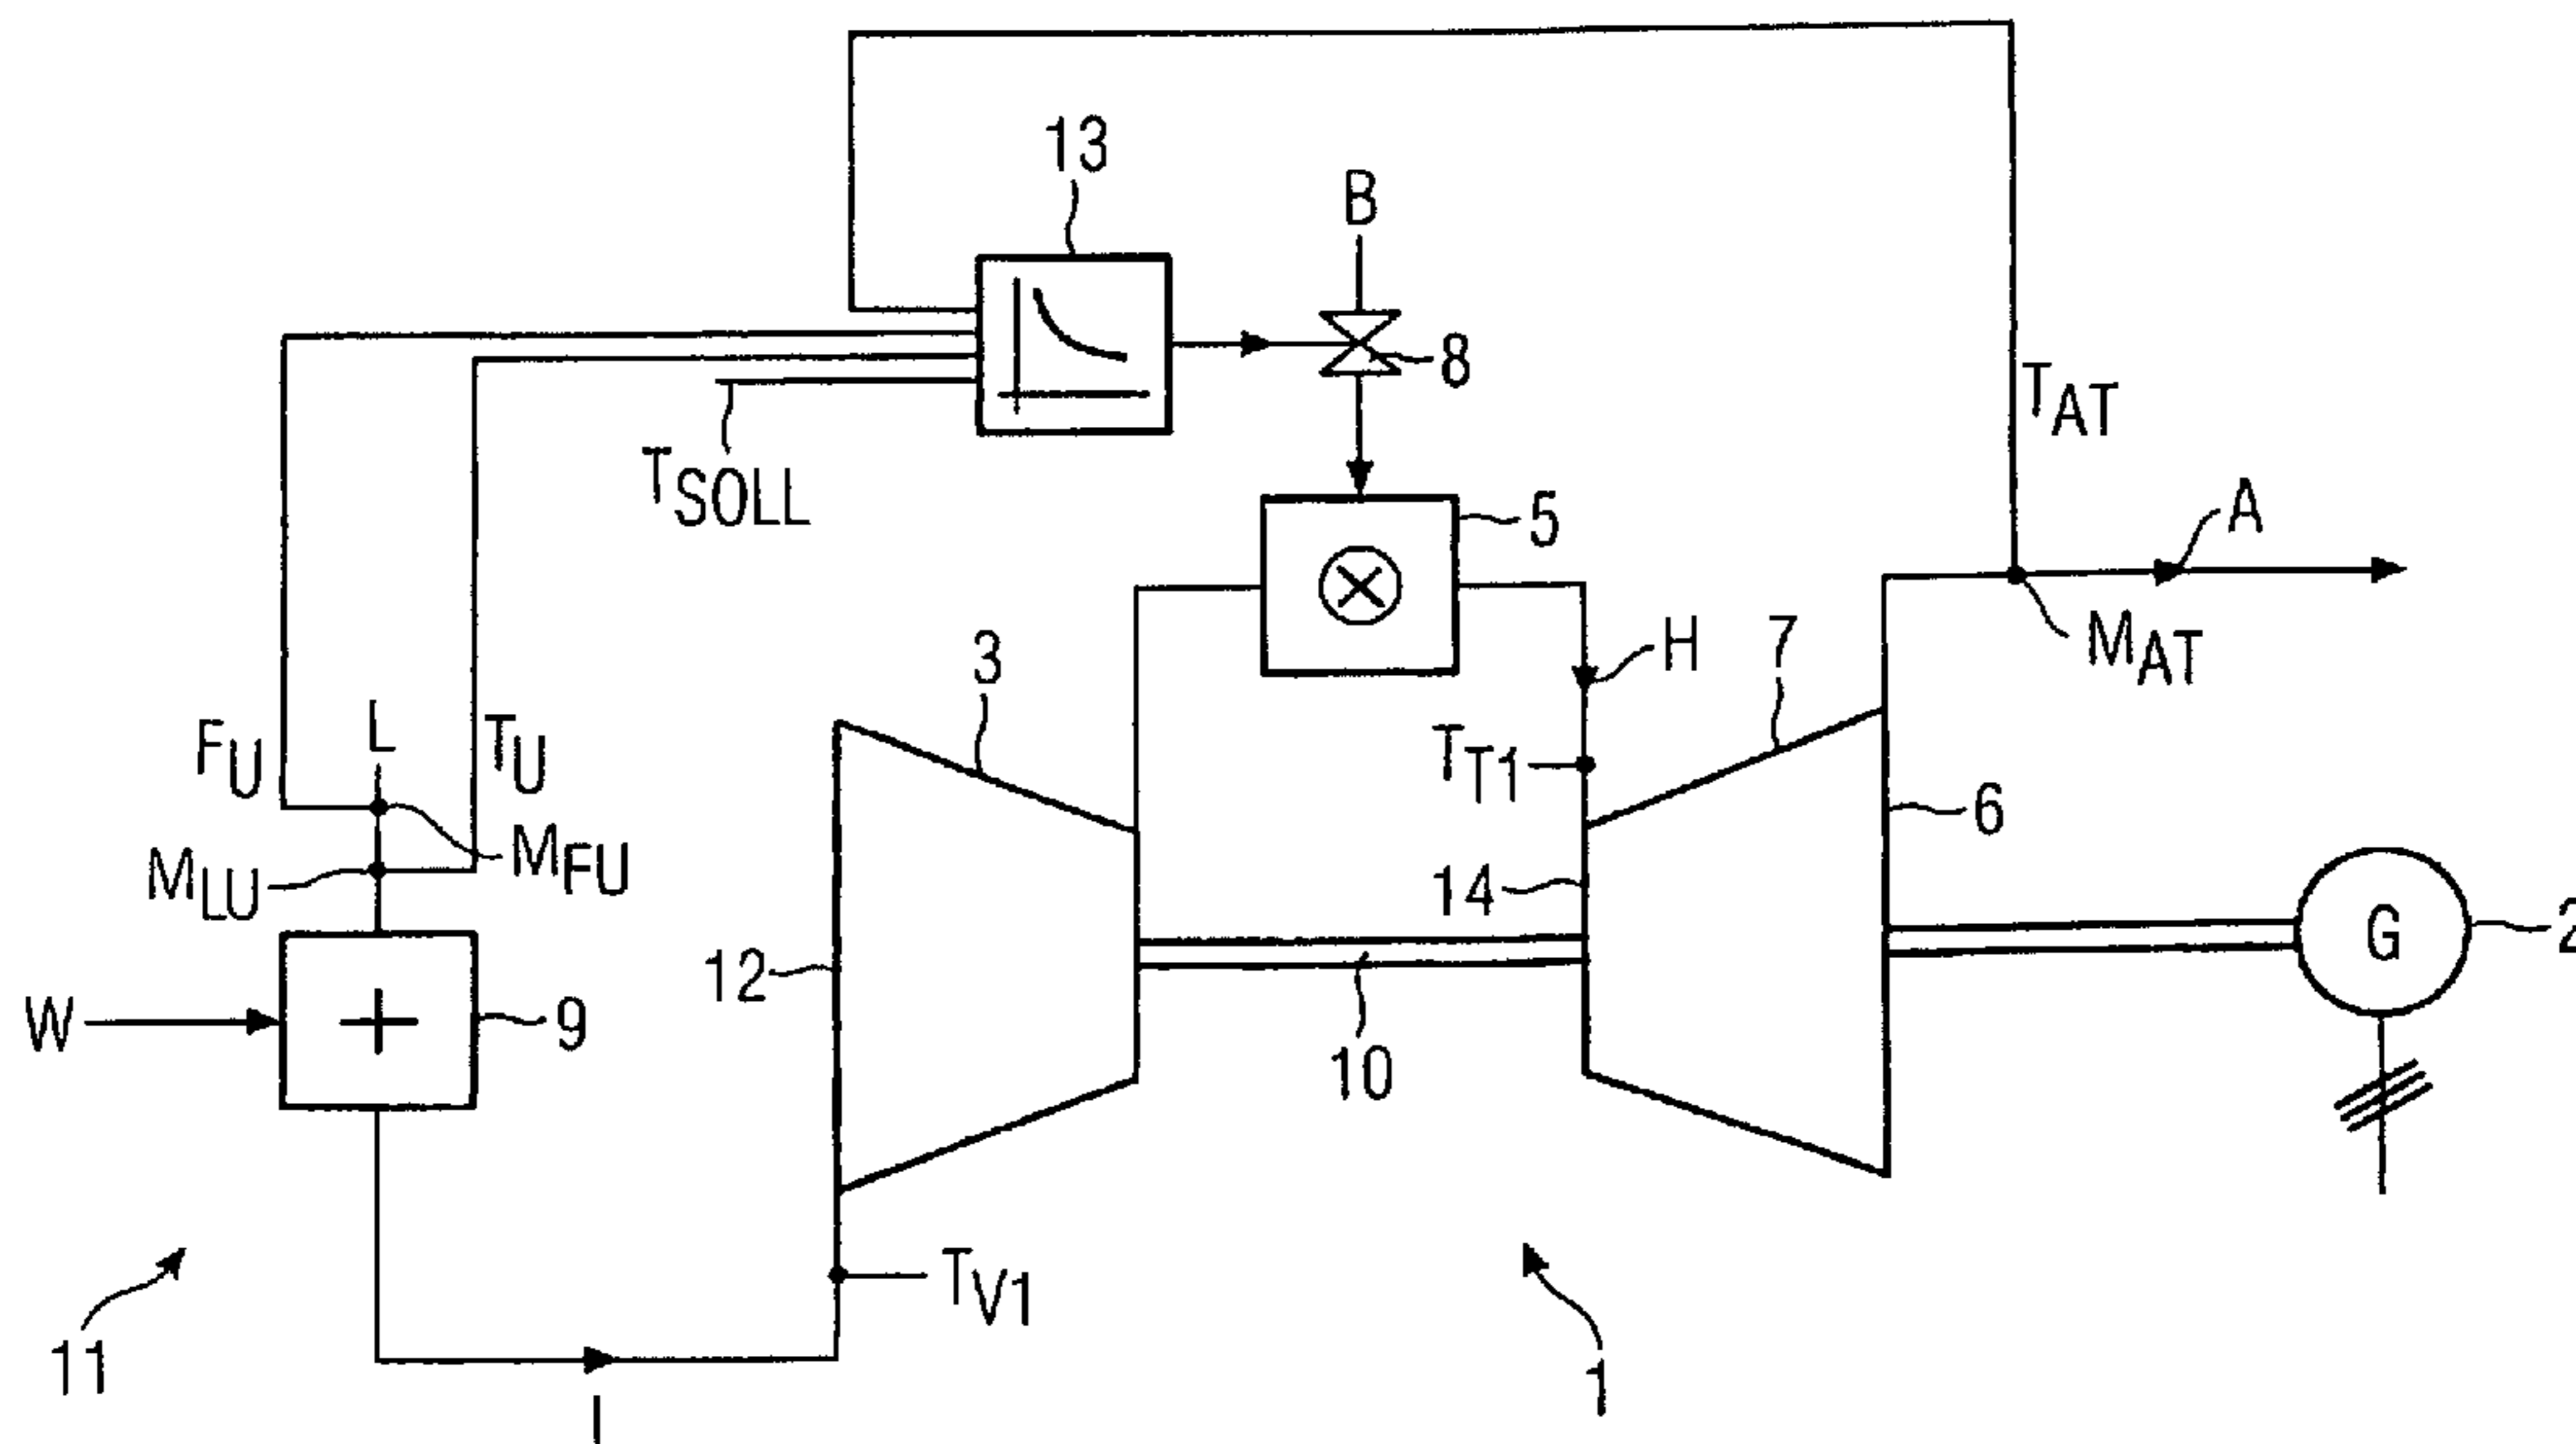 13
B
8
T_AT
T_SOLL
5
A
H
7
M_AT
3
F_U
L
T_U
T_T1
6
M_LU
M_FU
14
G
2
12
W
+
9
10
T_V1
11
1